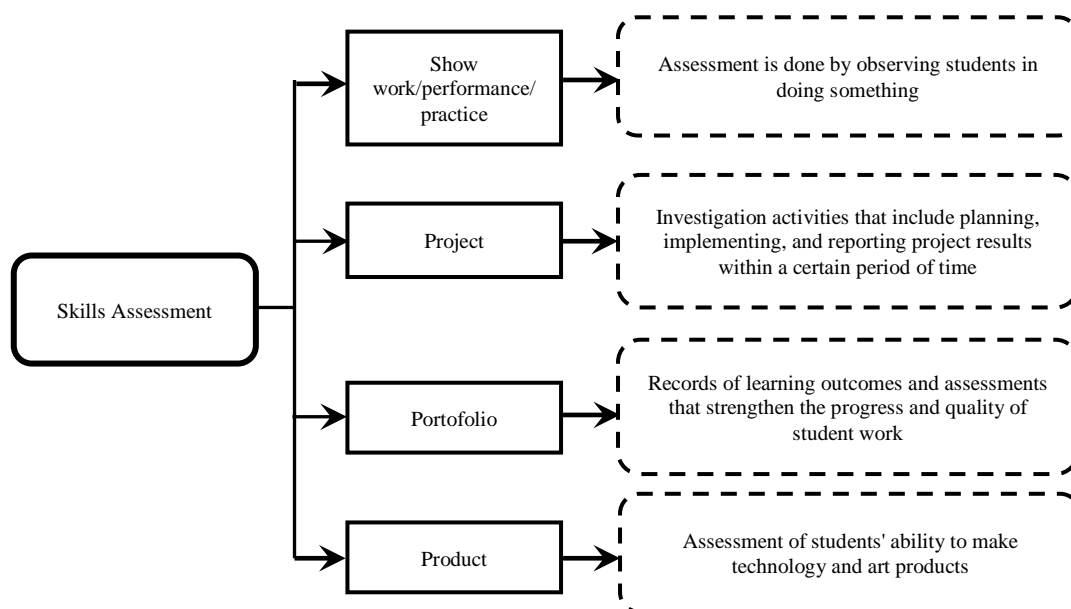 Show
work/performance/
practice
Assessment is done by observing students in
doing something
Project
Investigation activities that include planning,
implementing, and reporting project results
within a certain period of time
Skills Assessment
Portofolio
Records of learning outcomes and assessments
that strengthen the progress and quality of
student work
Product
Assessment of students' ability to make
technology and art products